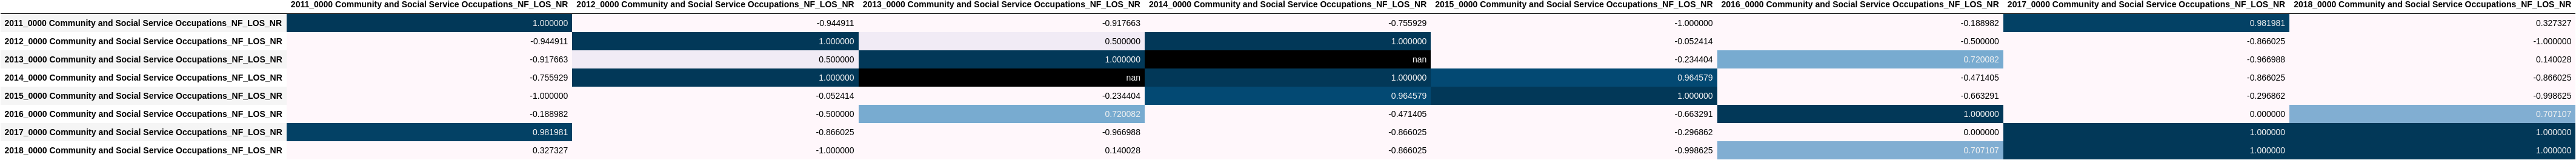 2011_0000 Community and Social Service Occupations_NF_LOS_NR 2012_0000 Community and Social Service Occupations_NF_LOS_NR 2013_0000 Community and Social Service Occupations_NF_LOS_NR 2014_0000 Community and Social Service Occupations_NF_LOS_NR 2015_0000 Community and Social Service Occupations_NF_LOS_NR 2016_0000 Community and Social Service Occupations_NF_LOS_NR 2017_0000 Community and Social Service Occupations_NF_LOS_NR 2018_0000 Community and Social Service Occupations_NF_LOS_NR
2011_0000 Community and Social Service Occupations_NF_LOS_NR 1.000000 -0.944911 -0.917663 -0.755929 -1.000000 -0.188982 0.981981 0.327327
2012_0000 Community and Social Service Occupations_NF_LOS_NR -0.944911 1.000000 0.500000 1.000000 -0.052414 -0.500000 -0.866025 -1.000000
2013_0000 Community and Social Service Occupations_NF_LOS_NR -0.917663 0.500000 1.000000 nan -0.234404 0.720082 -0.966988 0.140028
2014_0000 Community and Social Service Occupations_NF_LOS_NR -0.755929 1.000000 nan 1.000000 0.964579 -0.471405 -0.866025 -0.866025
2015_0000 Community and Social Service Occupations_NF_LOS_NR -1.000000 -0.052414 -0.234404 0.964579 1.000000 -0.663291 -0.296862 -0.998625
2016_0000 Community and Social Service Occupations_NF_LOS_NR -0.188982 -0.500000 0.720082 -0.471405 -0.663291 1.000000 0.000000 0.707107
2017_0000 Community and Social Service Occupations_NF_LOS_NR 0.981981 -0.866025 -0.966988 -0.866025 -0.296862 0.000000 1.000000 1.000000
2018_0000 Community and Social Service Occupations_NF_LOS_NR 0.327327 -1.000000 0.140028 -0.866025 -0.998625 0.707107 1.000000 1.000000